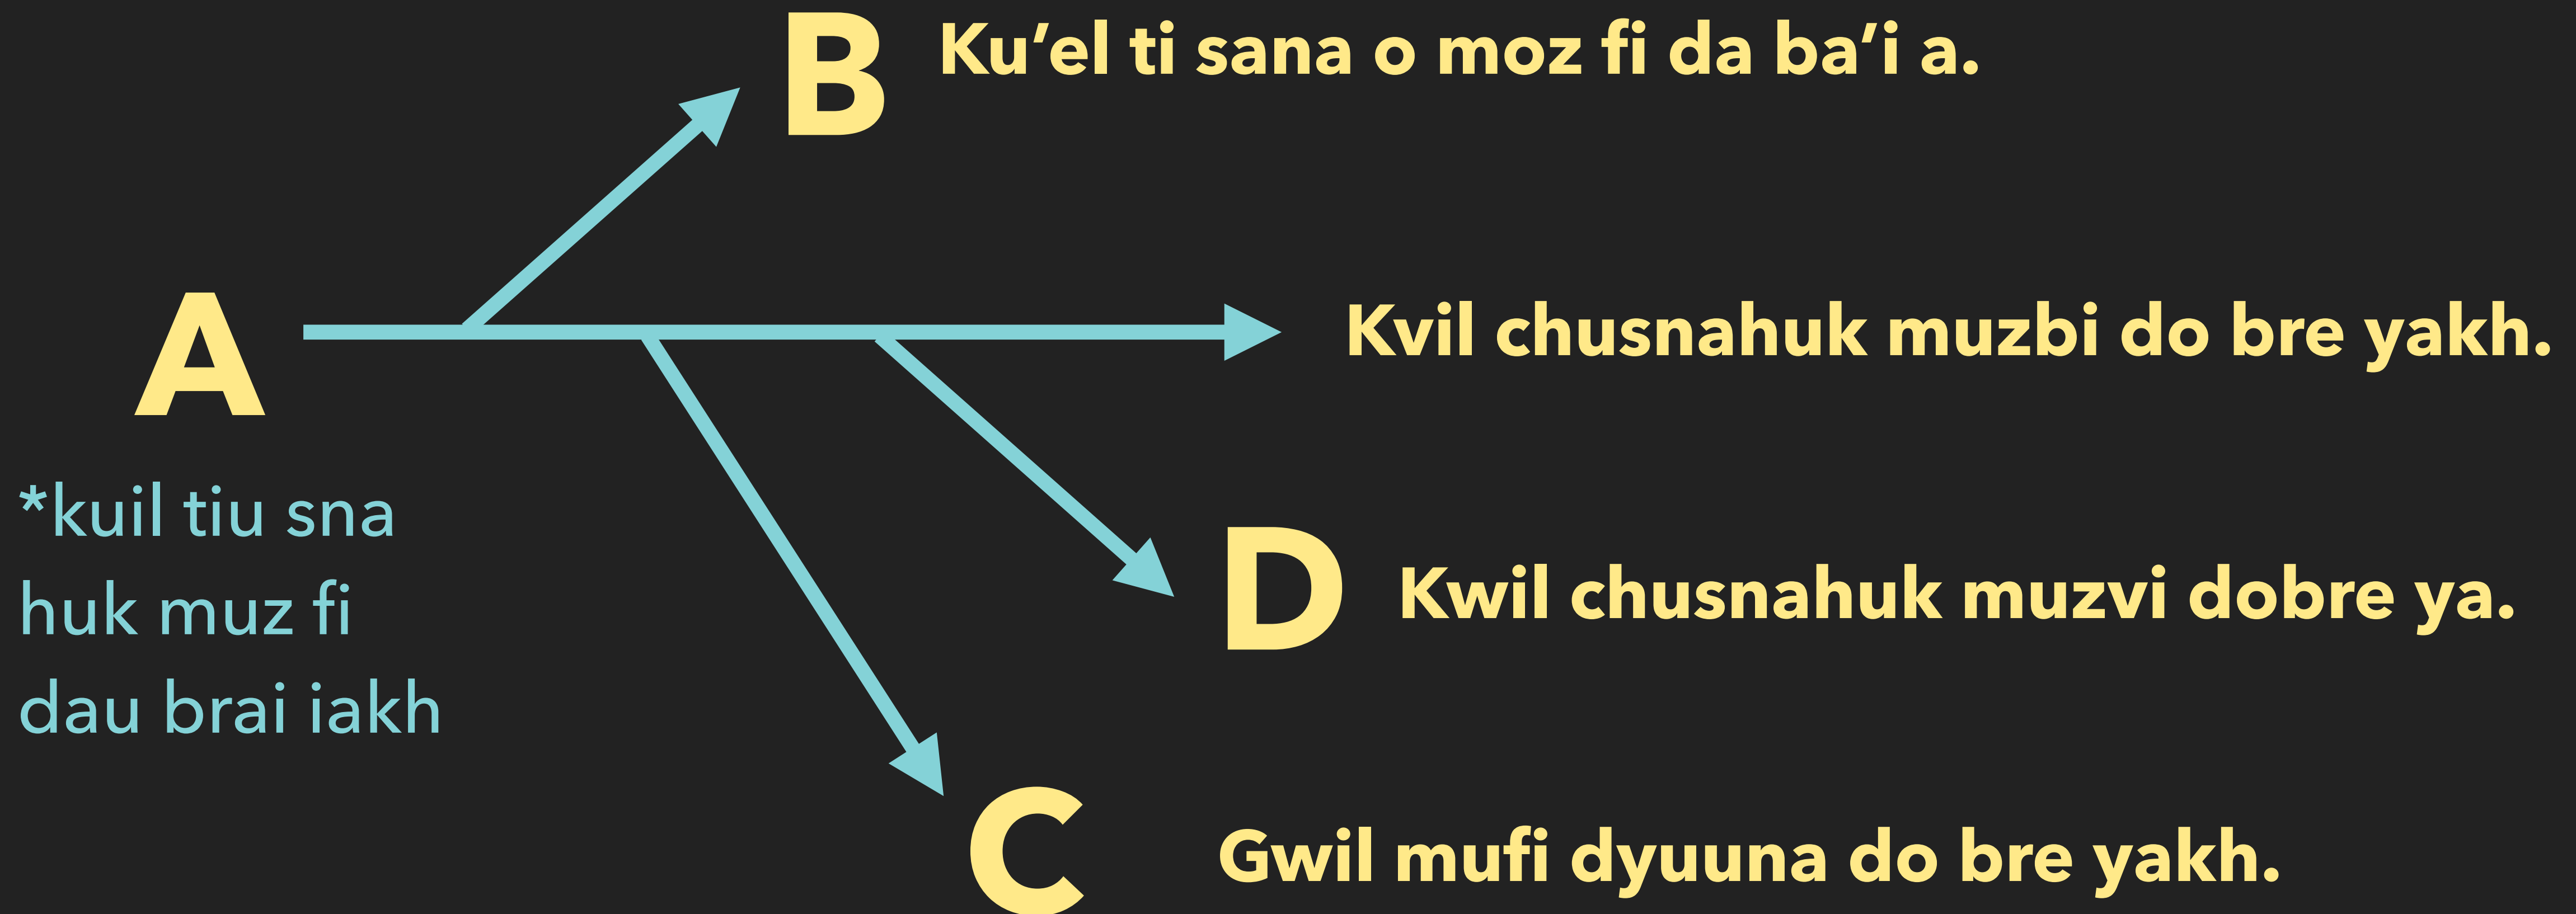 B
Ku’el ti sana o moz fi da ba’i a.
A
Kvil chusnahuk muzbi do bre yakh.
*kuil tiu sna
huk muz fi
dau brai iakh
D
Kwil chusnahuk muzvi dobre ya.
C
Gwil mufi dyuuna do bre yakh.